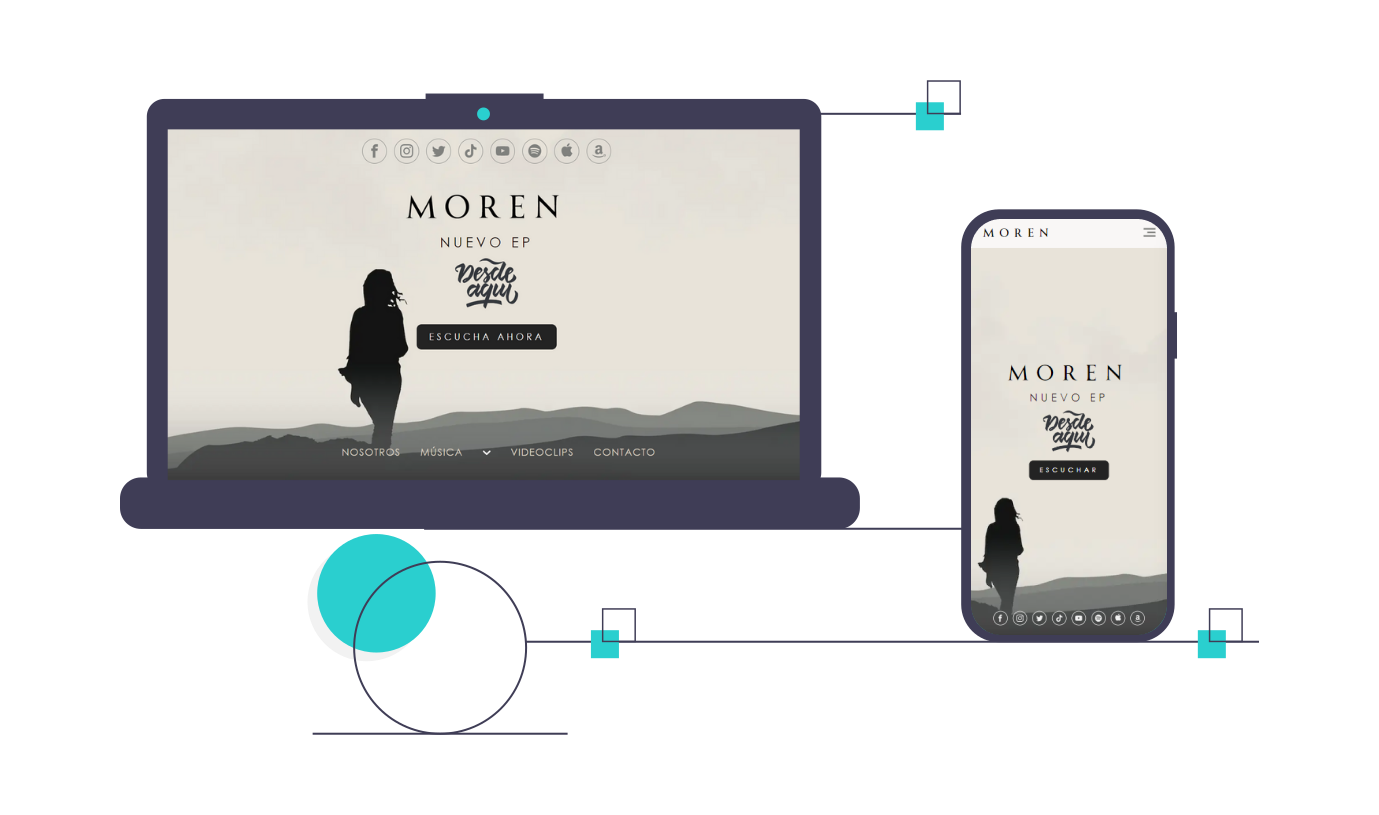 MOREN
NUEVO EP
Desde
aquí
ESCUCHA AHORA
NOSOTROS MÚSICA VIDEOCLIPS CONTACTO
MOREN
MOREN
NUEVO EP
Desde
aquí
ESCUCHAR